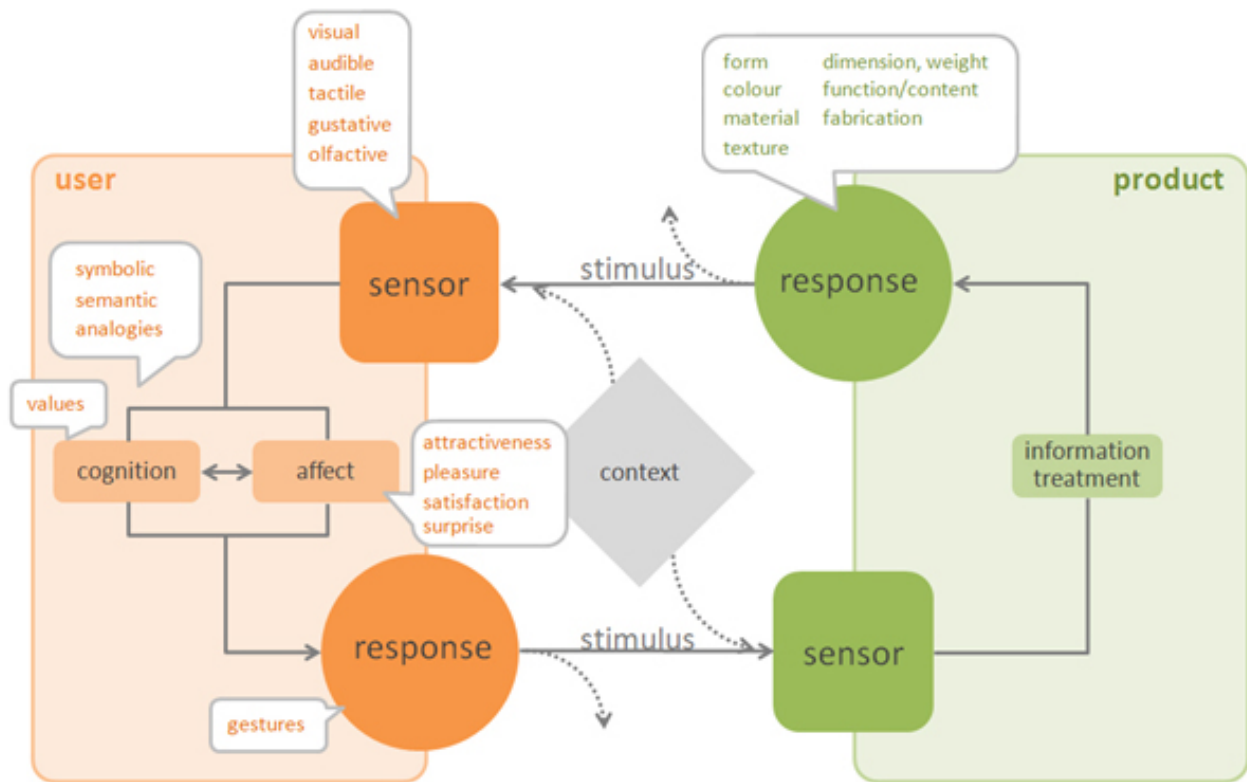 visual
audible
tactile
gustative
olfactive
form dimension, weight
colour function/content
material fabrication
texture
user
product
symbolic
semantic
analogies
sensor
stimulus
response
values
cognition
affect
attractiveness
pleasure
satisfaction
surprise
context
information
treatment
response
stimulus
sensor
gestures